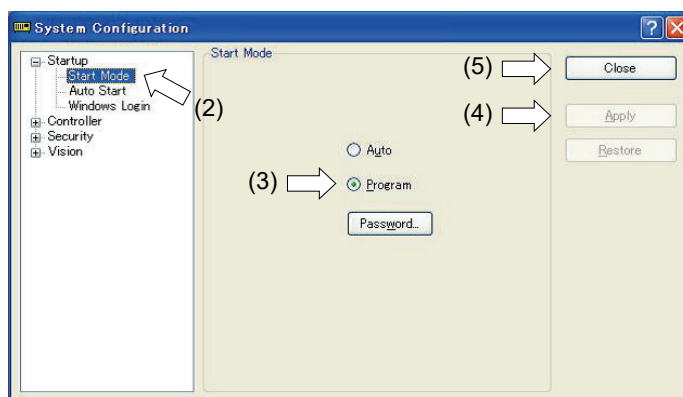 System Configuration
Startup
Start Mode
Auto Start
Windows Login
Controller
Security
Vision
(2)
Start Mode
Auto
(3)
Program
Password...
(5)
Close
(4)
Apply
Restore